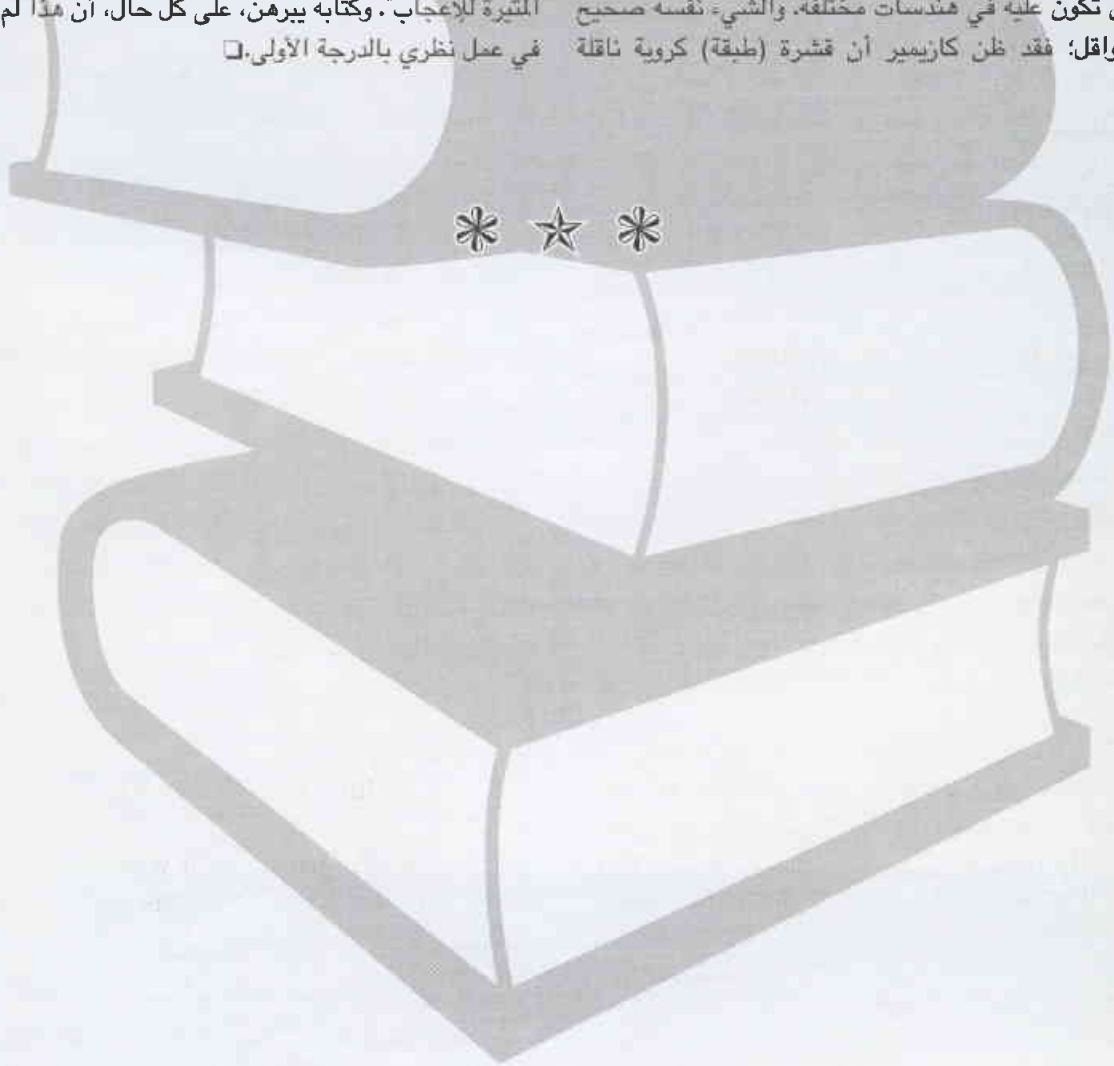 تكون عليه في هندسات مختلفة. والشيء نفسه صحيح
واقل؛ فقد ظن كازيمير أن قشرة (طبقة) كروية ناقلة
المثيرة للإعجاب". وكتابه يبرهن، على كل حال، أن هذا لم
في عمل نظري بالدرجة الأولى.